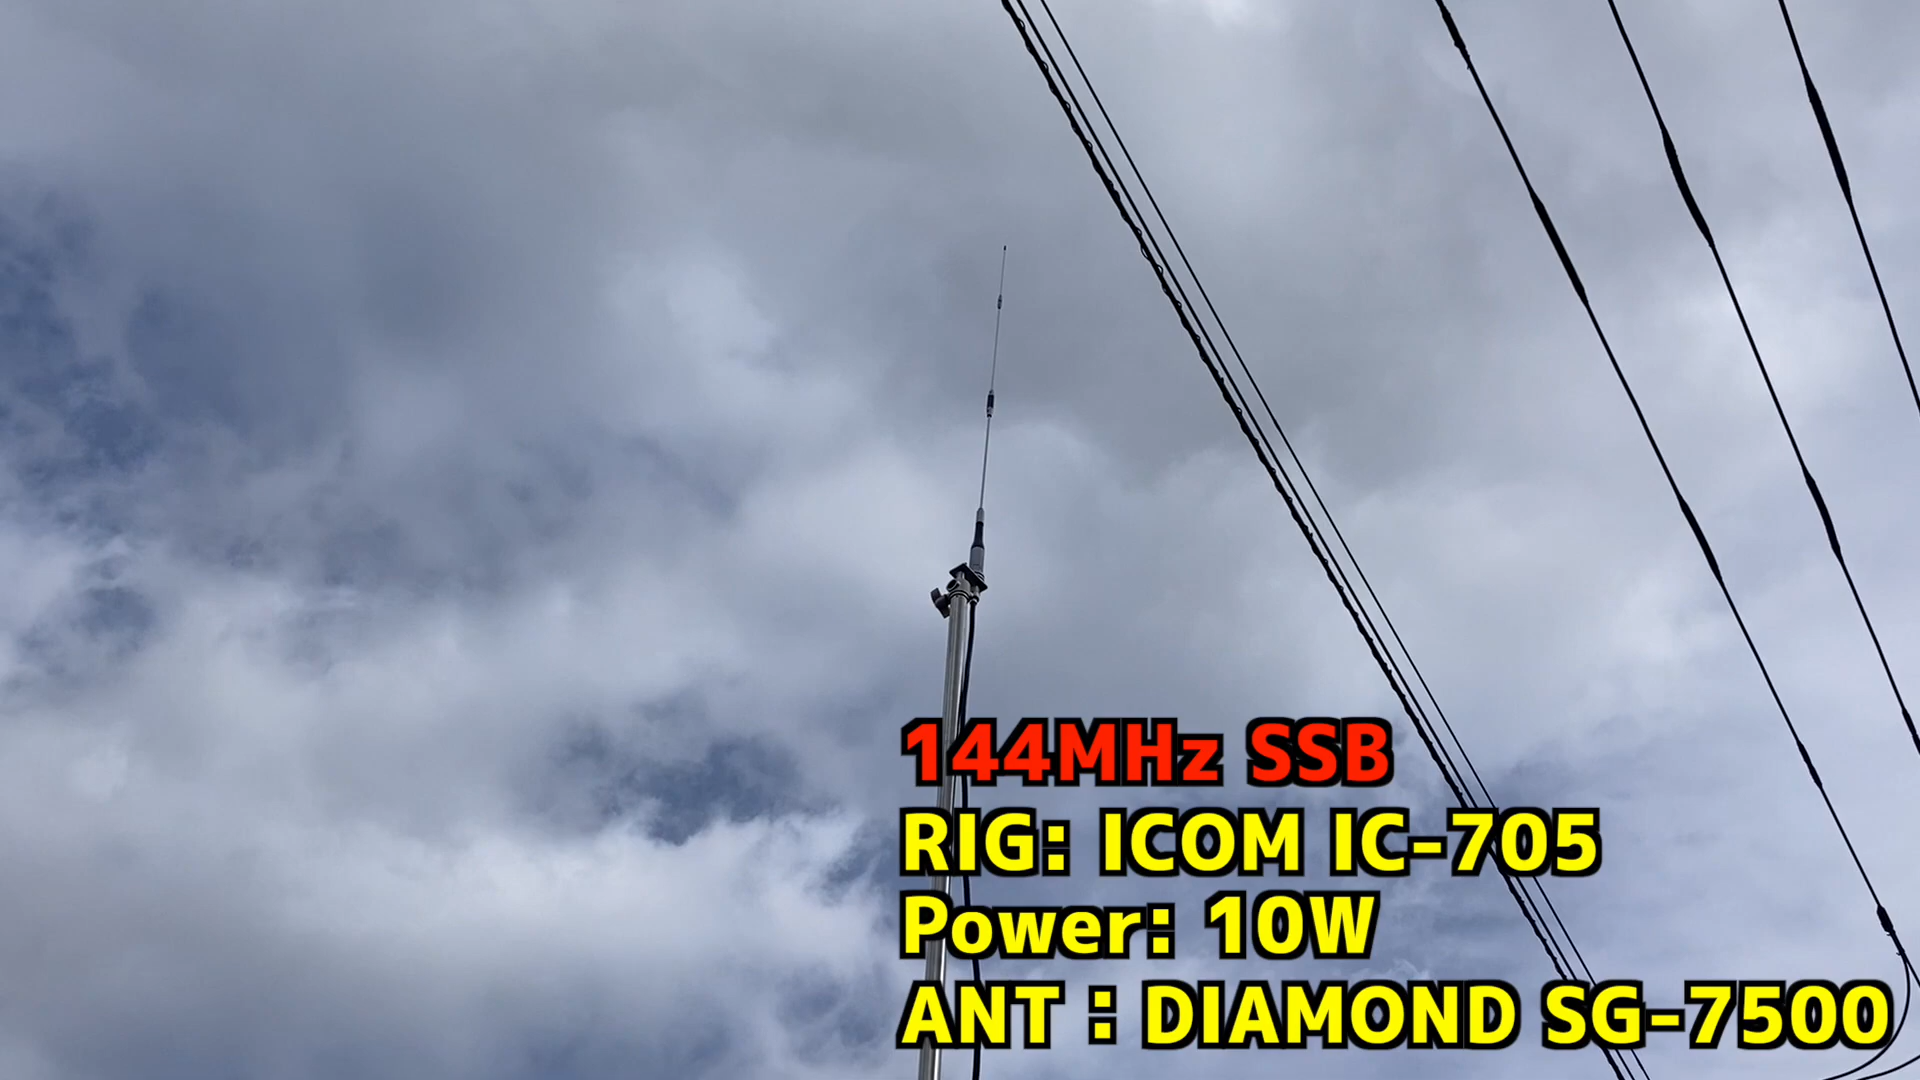 144MHz SSB
RIG: ICOM IC-705
Power: 10W
ANT : DIAMOND SG-7500